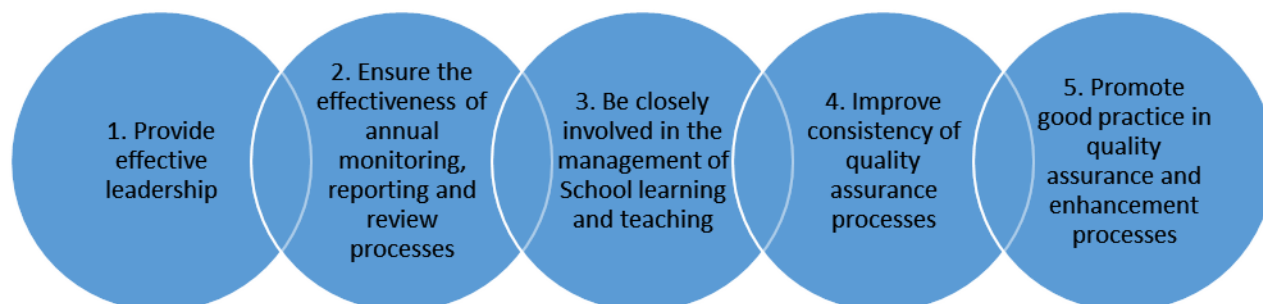 1. Provide
effective
leadership
2. Ensure the
effectiveness of
annual
monitoring,
reporting and
review
processes
3. Be closely
involved in the
management of
School learning
and teaching
4. Improve
consistency of
quality
assurance
processes
5. Promote
good practice in
quality
assurance and
enhancement
processes